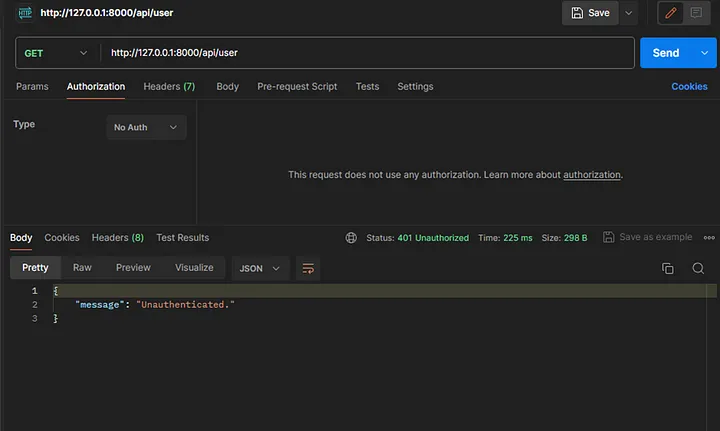 HTTP http://127.0.0.1:8000/api/user Save
GET http://127.0.0.1:8000/api/user Send
Params Authorization Headers (7) Body Pre-request Script Tests Settings Cookies
Type No Auth
This request does not use any authorization. Learn more about authorization.
Body Cookies Headers (8) Test Results Status: 401 Unauthorized Time: 225 ms Size: 298 B Save as example
Pretty Raw Preview Visualize JSON
1 {
2 "message": "Unauthenticated."
3 }